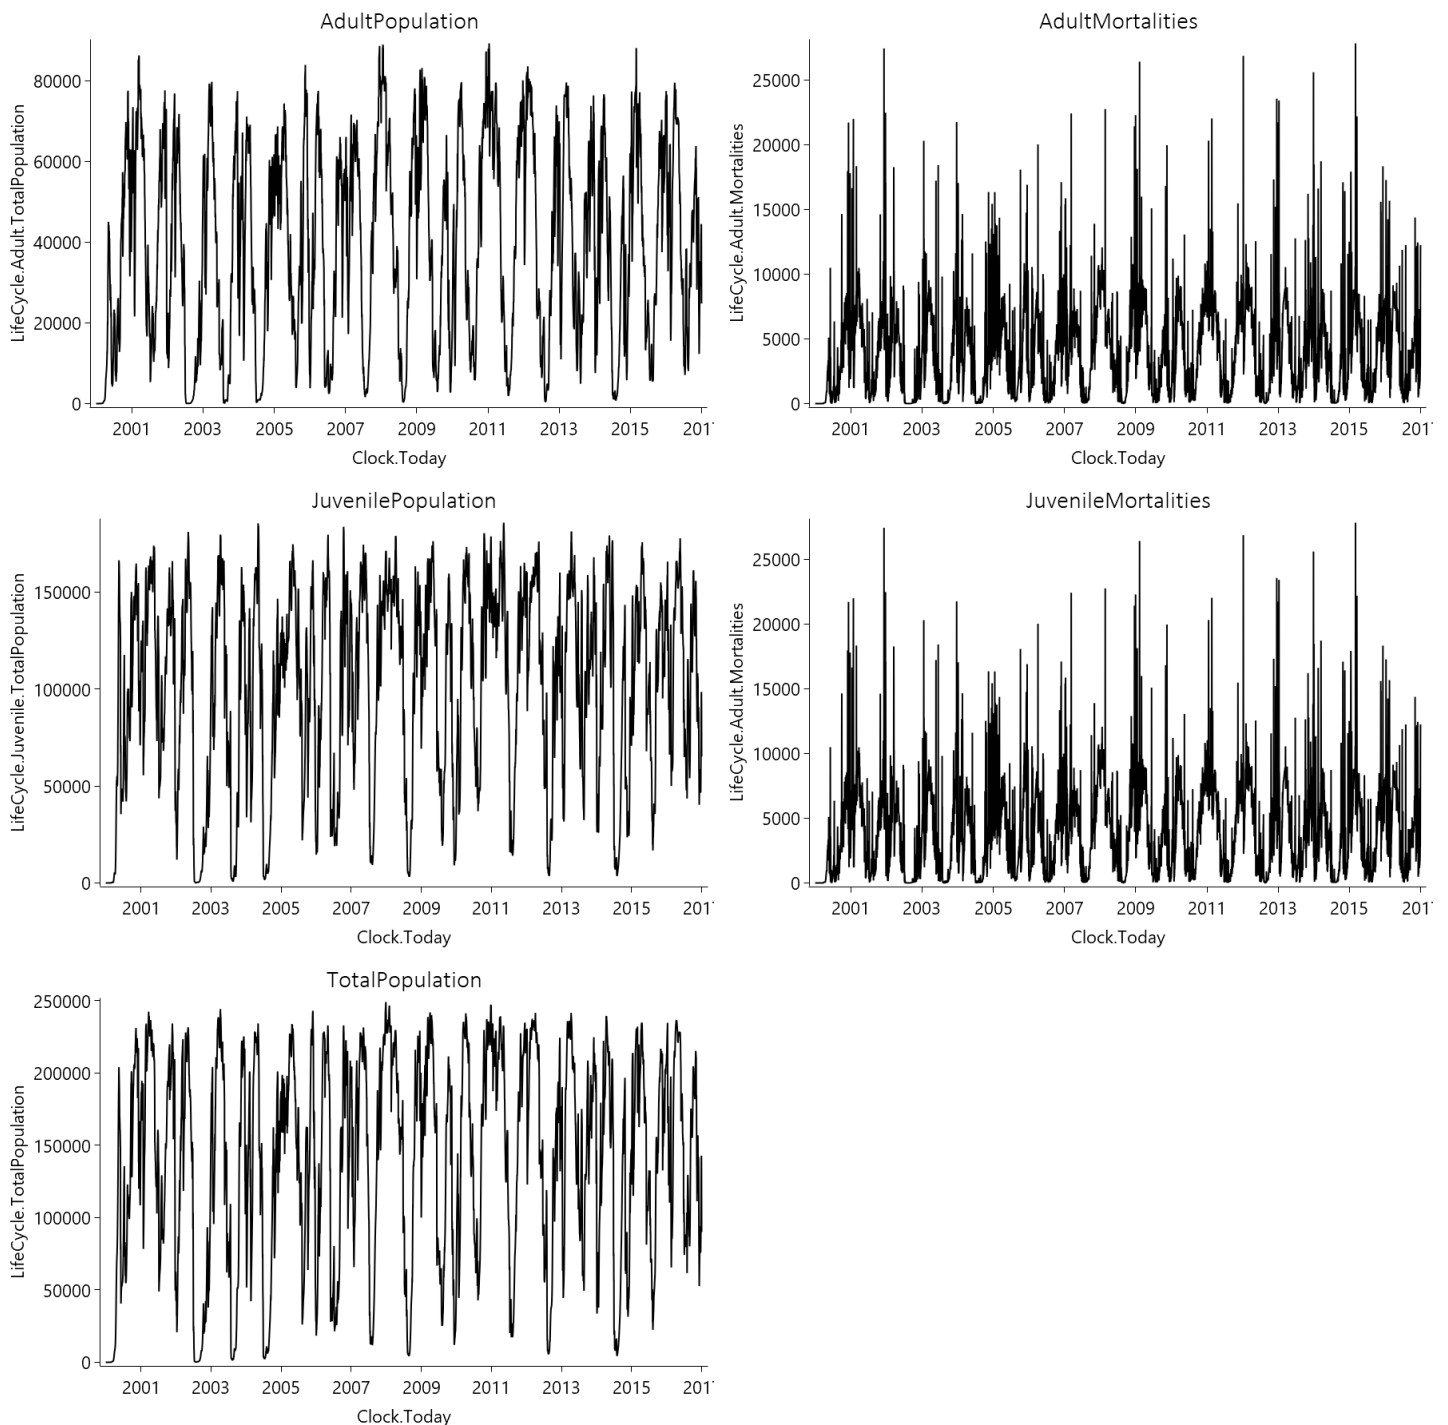 AdultPopulation
LifeCycle.Adult.TotalPopulation
80000
60000
40000
20000
0
2001 2003 2005 2007 2009 2011 2013 2015 201
Clock.Today
AdultMortalities
LifeCycle.Adult.Mortalities
25000
20000
15000
10000
5000
0
2001 2003 2005 2007 2009 2011 2013 2015 201
Clock.Today
JuvenilePopulation
LifeCycle.Juvenile.TotalPopulation
150000
100000
50000
0
2001 2003 2005 2007 2009 2011 2013 2015 201
Clock.Today
JuvenileMortalities
LifeCycle.Adult.Mortalities
25000
20000
15000
10000
5000
0
2001 2003 2005 2007 2009 2011 2013 2015 201
Clock.Today
TotalPopulation
LifeCycle.TotalPopulation
250000
200000
150000
100000
50000
0
2001 2003 2005 2007 2009 2011 2013 2015 201
Clock.Today